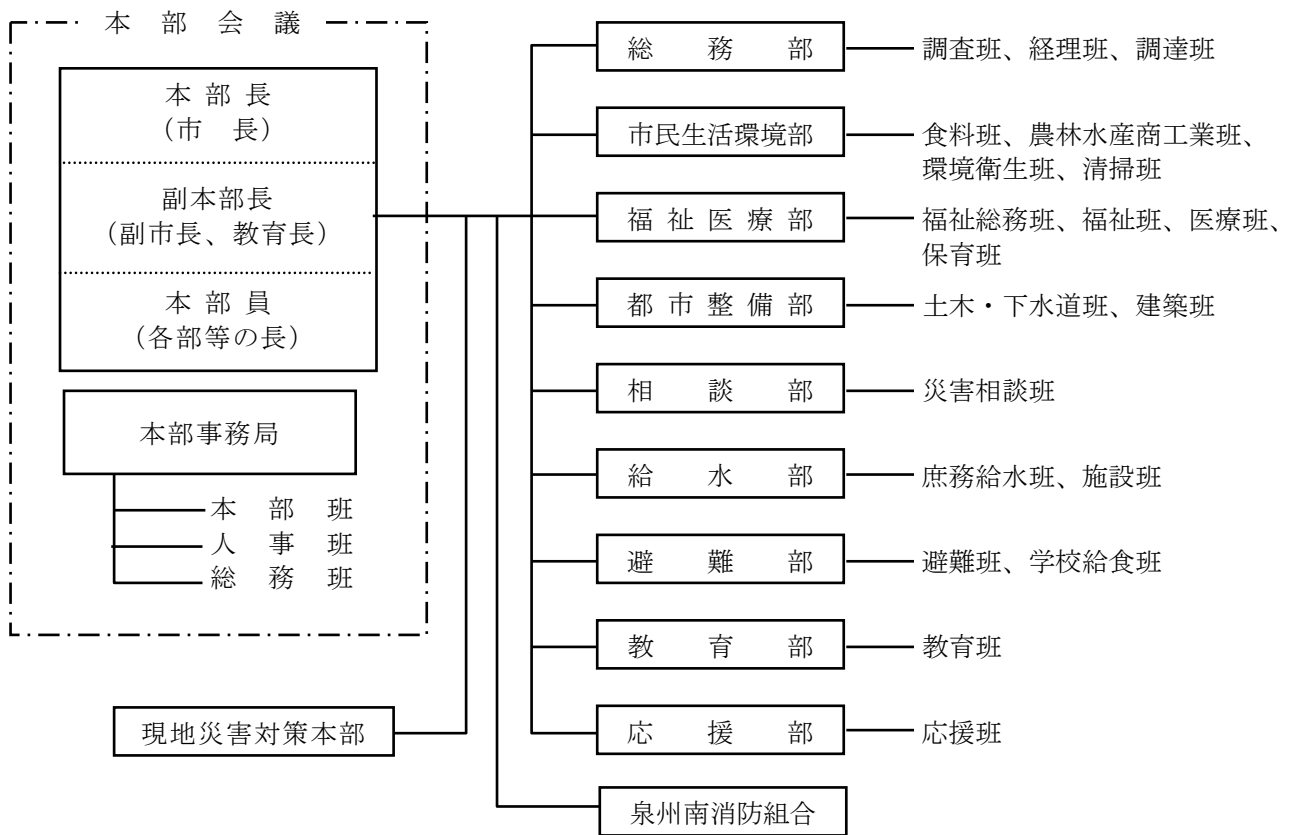 本部会議
本部長
(市長)
副本部長
(副市長、教育長)
本部員
(各部等の長)
本部事務局
本部班
人事班
総務班
現地災害対策本部
総務部
調査班、経理班、調達班
市民生活環境部
食料班、農林水産商工業班、
環境衛生班、清掃班
福祉医療部
福祉総務班、福祉班、医療班、
保育班
都市整備部
土木・下水道班、建築班
相談部
災害相談班
給水部
庶務給水班、施設班
避難部
避難班、学校給食班
教育部
教育班
応援部
応援班
泉州南消防組合